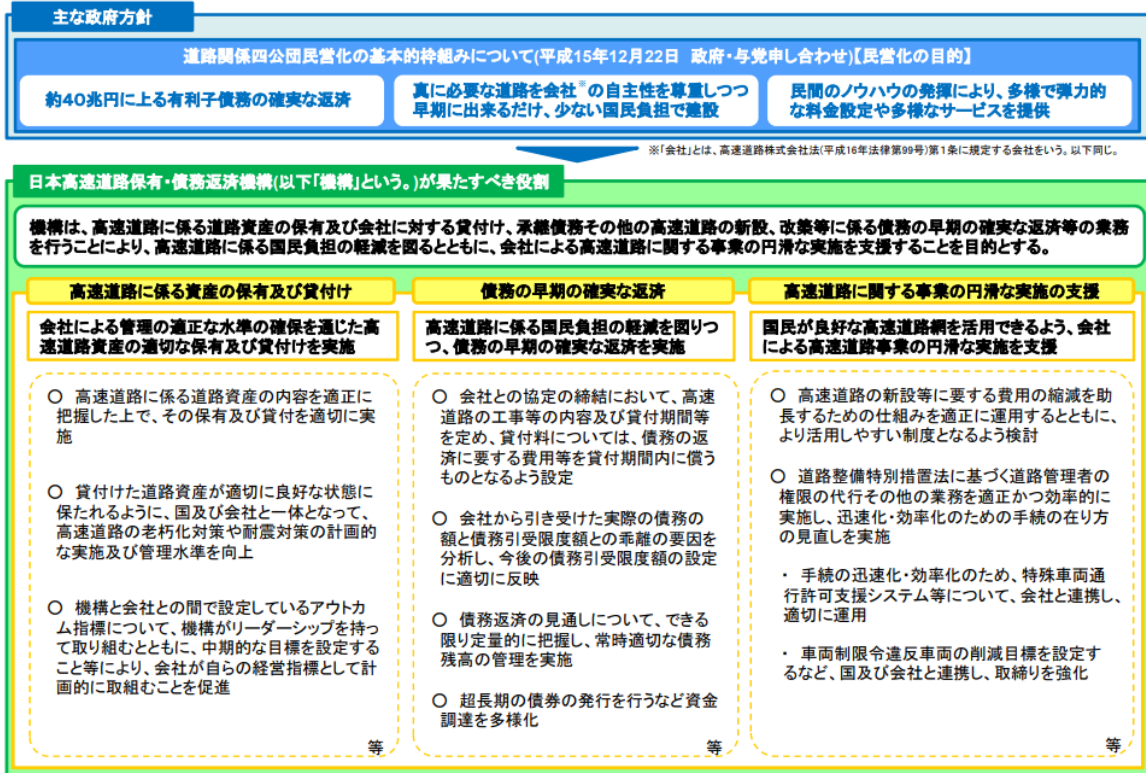 主な政府方針
道路関係四公団民営化の基本的枠組みについて(平成15年12月22日 政府・与党申し合わせ)【民営化の目的】
約40兆円に上る有利子債務の確実な返済
真に必要な道路を会社※の自主性を尊重しつつ
早期に出来るだけ、少ない国民負担で建設
民間のノウハウの発揮により、多様で弾力的
な料金設定や多様なサービスを提供
※「会社」とは、高速道路株式会社法(平成16年法律第99号)第1条に規定する会社をいう。以下同じ。
日本高速道路保有・債務返済機構(以下「機構」という。)が果たすべき役割
機構は、高速道路に係る道路資産の保有及び会社に対する貸付け、承継債務その他の高速道路の新設、改築等に係る債務の早期の確実な返済等の業務
を行うことにより、高速道路に係る国民負担の軽減を図るとともに、会社による高速道路に関する事業の円滑な実施を支援することを目的とする。
高速道路に係る資産の保有及び貸付け
会社による管理の適正な水準の確保を通じた高
速道路資産の適切な保有及び貸付けを実施
○ 高速道路に係る道路資産の内容を適正に
把握した上で、その保有及び貸付を適切に実
施
○ 貸付けた道路資産が適切に良好な状態に
保たれるように、国及び会社と一体となって、
高速道路の老朽化対策や耐震対策の計画的
な実施及び管理水準を向上
○ 機構と会社との間で設定しているアウトカ
ム指標について、機構がリーダーシップを持っ
て取り組むとともに、中期的な目標を設定する
こと等により、会社が自らの経営指標として計
画的に取組むことを促進
等
債務の早期の確実な返済
高速道路に係る国民負担の軽減を図りつ
つ、債務の早期の確実な返済を実施
○ 会社との協定の締結において、高速
道路の工事等の内容及び貸付期間等
を定め、貸付料については、債務の返
済に要する費用等を貸付期間内に償う
ものとなるよう設定
○ 会社から引き受けた実際の債務の
額と債務引受限度額との乖離の要因を
分析し、今後の債務引受限度額の設定
に適切に反映
○ 債務返済の見通しについて、できる
限り定量的に把握し、常時適切な債務
残高の管理を実施
○ 超長期の債券の発行を行うなど資金
調達を多様化
等
高速道路に関する事業の円滑な実施の支援
国民が良好な高速道路網を活用できるよう、会社
による高速道路事業の円滑な実施を支援
○ 高速道路の新設等に要する費用の縮減を助
長するための仕組みを適正に運用するとともに、
より活用しやすい制度となるよう検討
○ 道路整備特別措置法に基づく道路管理者の
権限の代行その他の業務を適正かつ効率的に
実施し、迅速化・効率化のための手続の在り方
の見直しを実施
・ 手続の迅速化・効率化のため、特殊車両通
行許可支援システム等について、会社と連携し、
適切に運用
・ 車両制限令違反車両の削減目標を設定す
るなど、国及び会社と連携し、取締りを強化
等